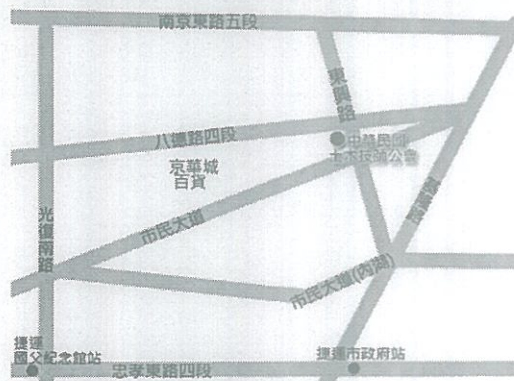 南京東路五段
東興路
八德路四段
中華民國
土木技師公會
京華城
百貨
市民大道
光復南路
市民大道(內湖)
捷運
國父紀念館站
捷運市政府站
忠孝東路四段